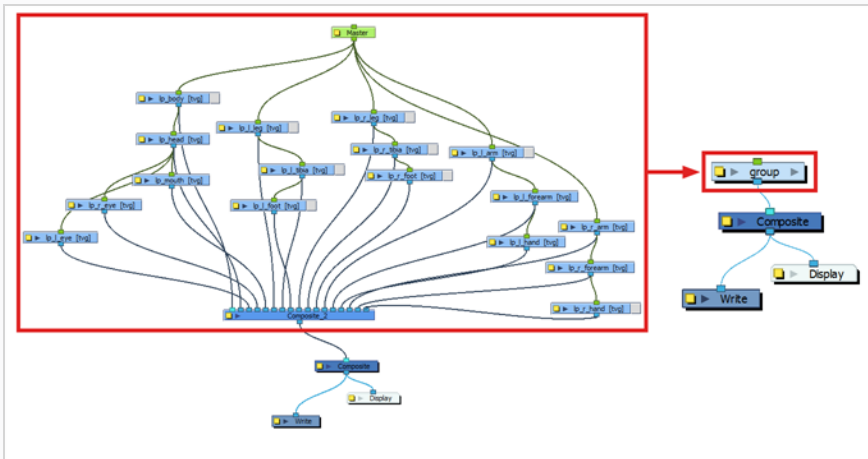 Master
lp_body [tvg]
lp_l_leg [tvg]
lp_r_leg [tvg]
lp_head [tvg]
lp_r_tibia [tvg]
lp_l_arm [tvg]
lp_mouth [tvg]
lp_l_tibia [tvg]
lp_r_foot [tvg]
lp_r_eye [tvg]
lp_l_foot [tvg]
lp_l_forearm [tvg]
lp_l_eye [tvg]
lp_l_hand [tvg]
lp_r_arm [tvg]
lp_r_forearm [tvg]
lp_r_hand [tvg]
Composite_2
Composite
Display
Write
group
Composite
Display
Write